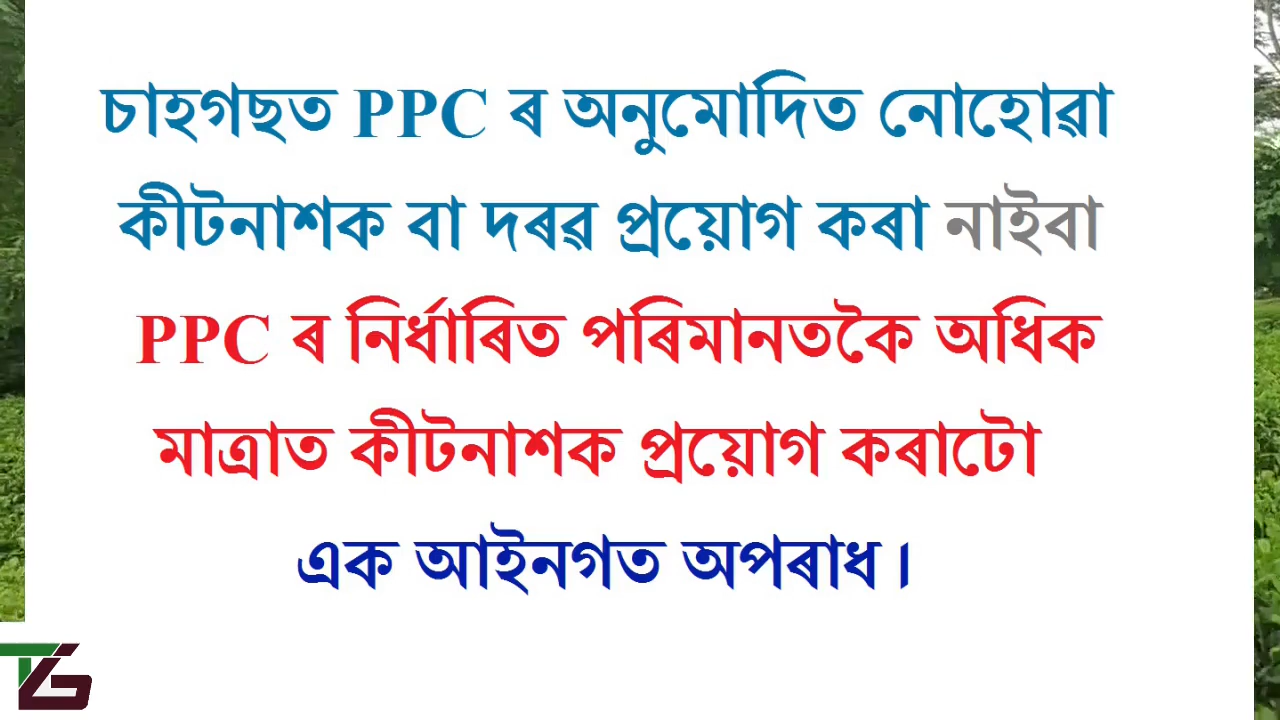 চাহগছত PPC ৰ অনুমোদিত নোহোৱা
কীটনাশক বা দৰৱ প্ৰয়োগ কৰা নাইবা
PPC ৰ নিৰ্ধাৰিত পৰিমানতকৈ অধিক
মাত্ৰাত কীটনাশক প্ৰয়োগ কৰাটো
এক আইনগত অপৰাধ।
TG